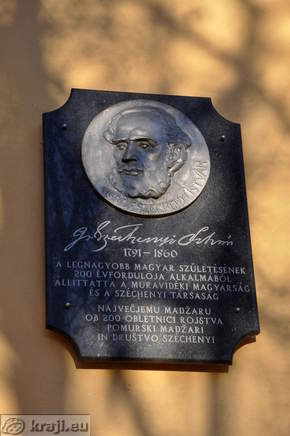 ISTVÁN
Gr Széchenyi István
1791 – 1860
A LEGNAGYOBB MAGYAR SZÜLETÉSÉNEK
200 ÉVFORDULÓJA ALKALMÁBÓL
ÁLLÍTTATTA A MURAVIDÉKI MAGYARSÁG
ÉS A SZÉCHENYI TÁRSASÁG
NAJVEČJEMU MADŽARU
OB 200 OBLETNICI ROJSTVA
POMURSKI MADŽARI
IN DRUŠTVO SZÉCHENYI
kraji.eu